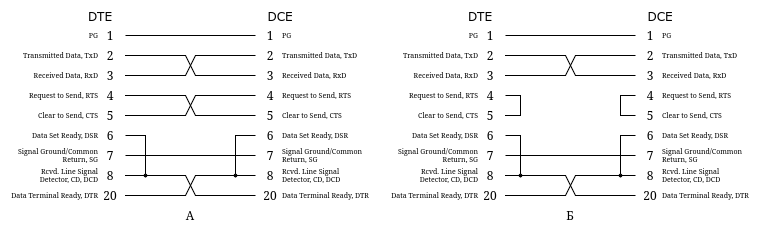 DTE DCE DTE DCE
PG 1 1 PG PG 1 1 PG
Transmitted Data, TxD 2 2 Transmitted Data, TxD Transmitted Data, TxD 2 2 Transmitted Data, TxD
Received Data, RxD 3 3 Received Data, RxD Received Data, RxD 3 3 Received Data, RxD
Request to Send, RTS 4 4 Request to Send, RTS Request to Send, RTS 4 4 Request to Send, RTS
Clear to Send, CTS 5 5 Clear to Send, CTS Clear to Send, CTS 5 5 Clear to Send, CTS
Data Set Ready, DSR 6 6 Data Set Ready, DSR Data Set Ready, DSR 6 6 Data Set Ready, DSR
Signal Ground/Common Signal Ground/Common Signal Ground/Common Signal Ground/Common
Return, SG 7 7 Return, SG Return, SG 7 7 Return, SG
Rcvd. Line Signal Rcvd. Line Signal Rcvd. Line Signal Rcvd. Line Signal
Detector, CD, DCD 8 8 Detector, CD, DCD Detector, CD, DCD 8 8 Detector, CD, DCD
Data Terminal Ready, DTR 20 20 Data Terminal Ready, DTR Data Terminal Ready, DTR 20 20 Data Terminal Ready, DTR
А Б